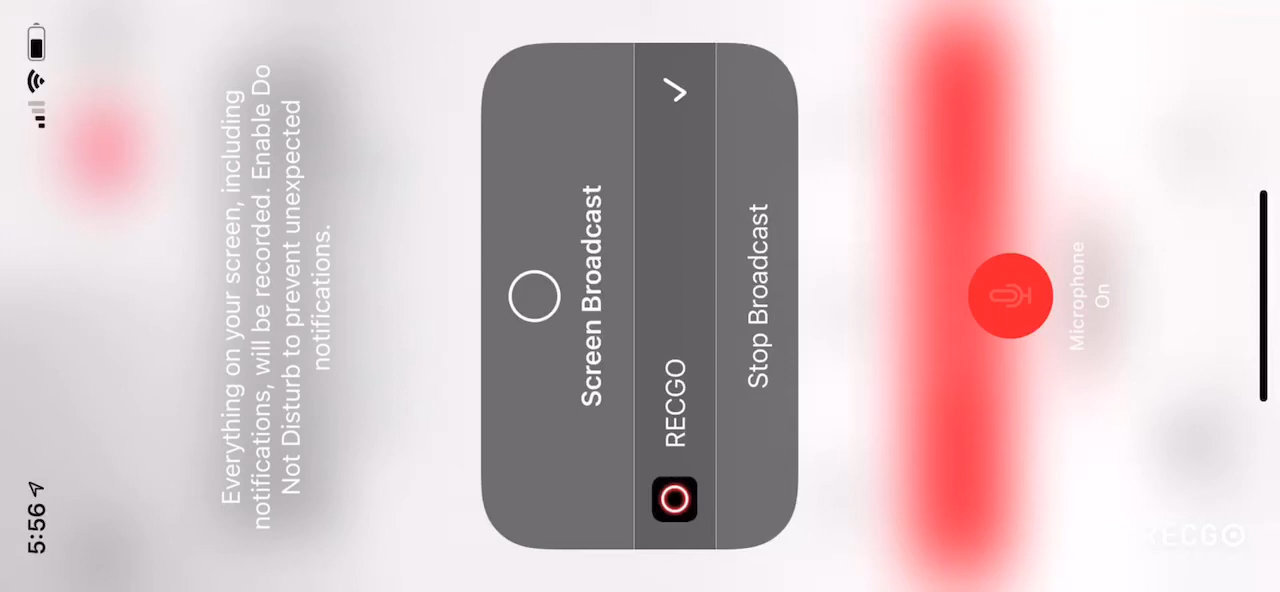 5:56
Everything on your screen, including
notifications, will be recorded. Enable Do
Not Disturb to prevent unexpected
notifications.
Screen Broadcast
RECGO
Stop Broadcast
Microphone
On
RECGO